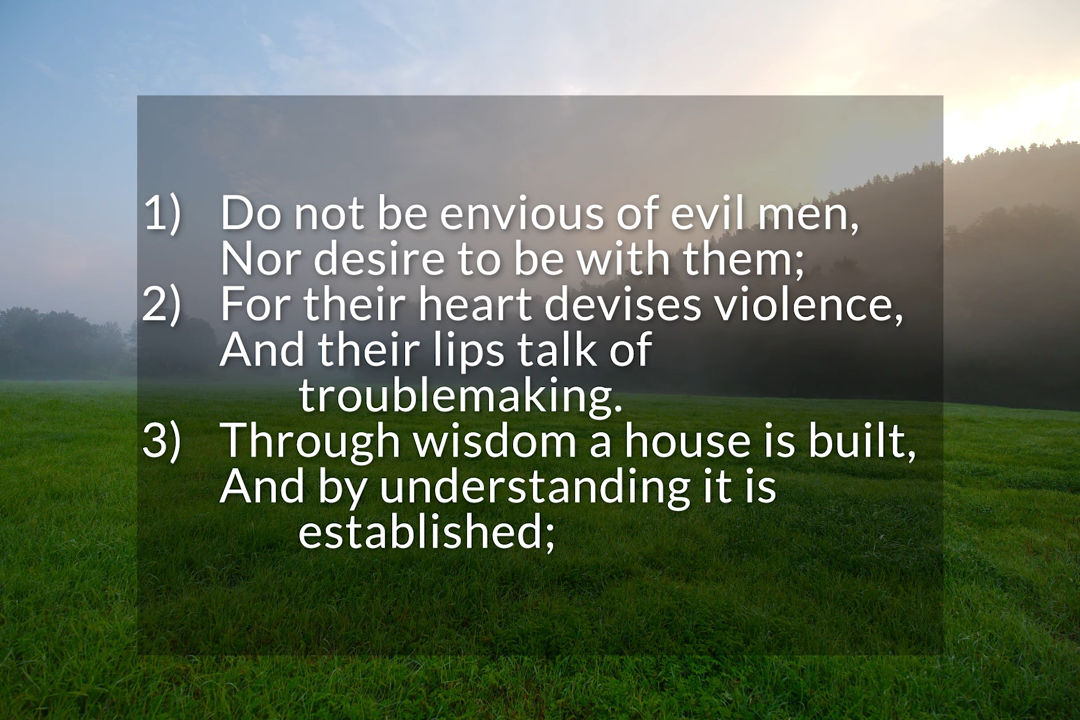 1) Do not be envious of evil men,
Nor desire to be with them;
2) For their heart devises violence,
And their lips talk of
troublemaking.
3) Through wisdom a house is built,
And by understanding it is
established;